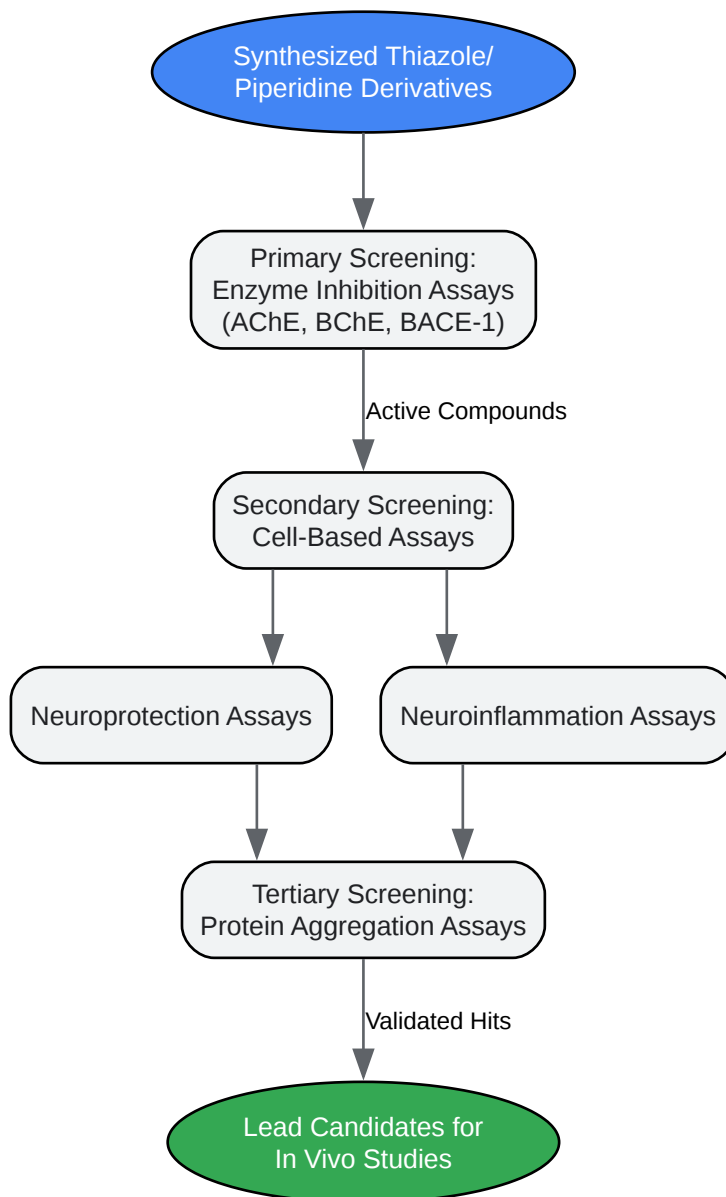 Synthesized Thiazole/
Piperidine Derivatives
Primary Screening:
Enzyme Inhibition Assays
(AChE, BChE, BACE-1)
Active Compounds
Secondary Screening:
Cell-Based Assays
Neuroprotection Assays
Neuroinflammation Assays
Tertiary Screening:
Protein Aggregation Assays
Validated Hits
Lead Candidates for
In Vivo Studies